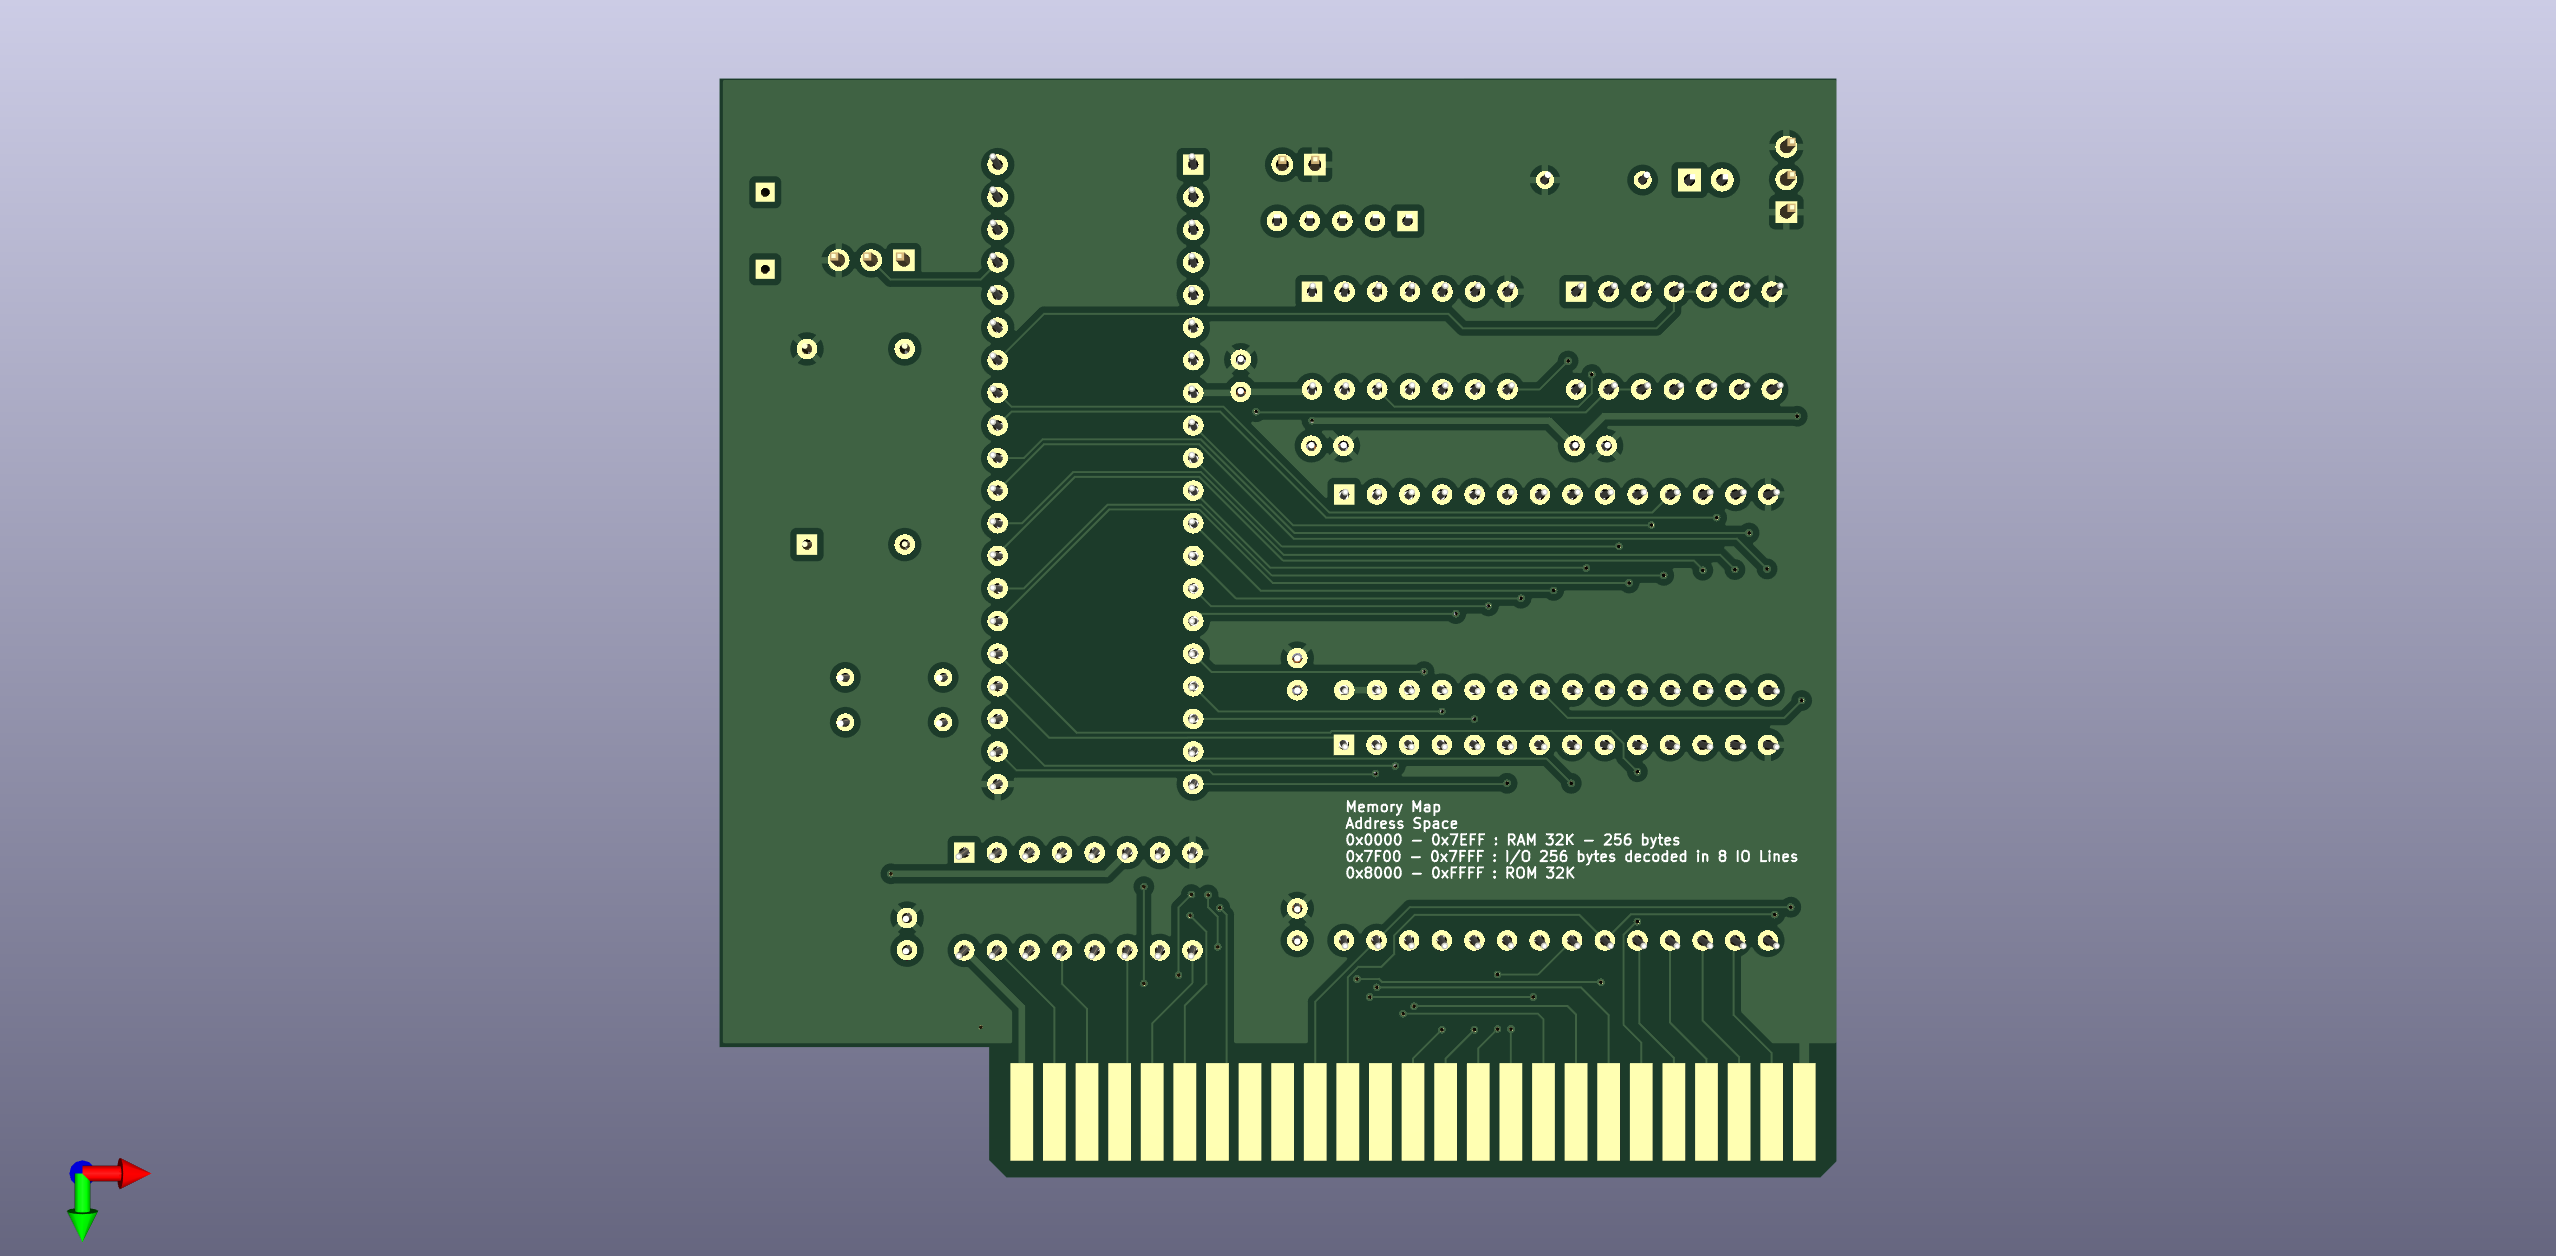 Memory Map
Address Space
0x0000 - 0x7EFF : RAM 32K - 256 bytes
0x7F00 - 0x7FFF : I/O 256 bytes decoded in 8 IO Lines
0x8000 - 0xFFFF : ROM 32K